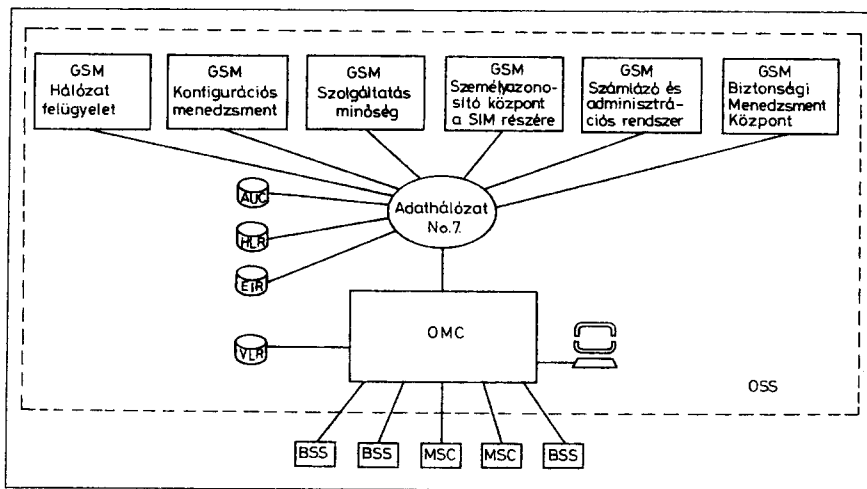 GSM
Hálózat
felügyelet
GSM
Konfigurációs
menedzsment
GSM
Szolgáltatás
minőség
GSM
Személyazono-
sító központ
a SIM részére
GSM
Számlázó és
adminisztrá-
ciós rendszer
GSM
Biztonsági
Menedzsment
Központ
AUC
HLR
EIR
VLR
Adathálózat
No.7.
OMC
OSS
BSS
BSS
MSC
MSC
BSS